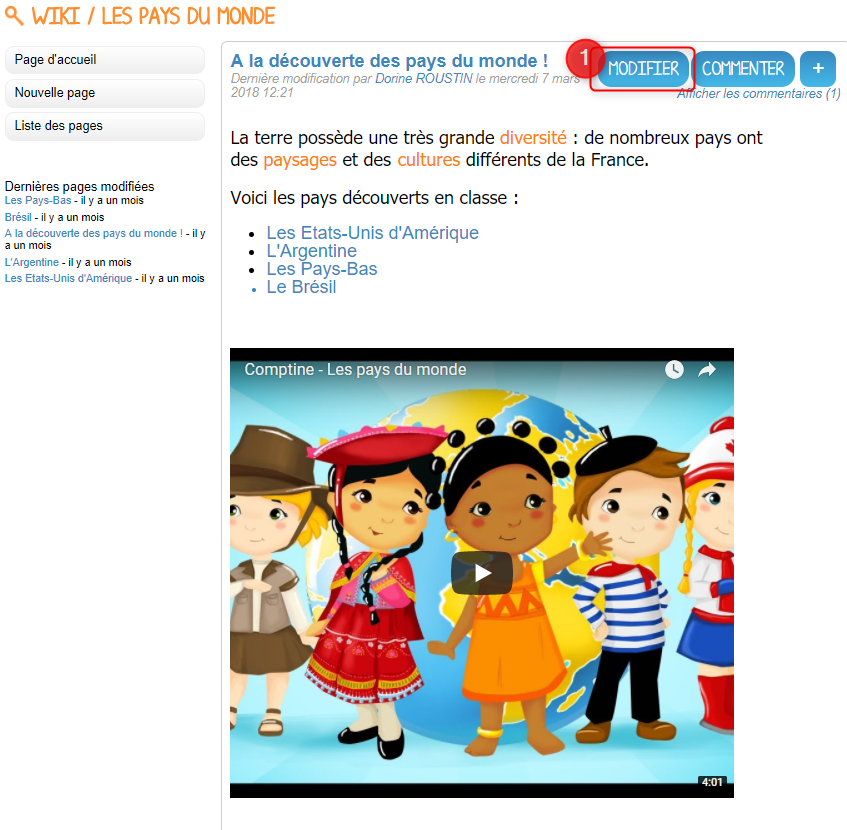 WIKI / LES PAYS DU MONDE
Page d'accueil
Nouvelle page
Liste des pages
Dernières pages modifiées
Les Pays-Bas - il y a un mois
Brésil - il y a un mois
A la découverte des pays du monde ! - il y
a un mois
L'Argentine - il y a un mois
Les Etats-Unis d'Amérique - il y a un mois
A la découverte des pays du monde !
Dernière modification par Dorine ROUSTIN le mercredi 7 mars
2018 12:21
1
MODIFIER
COMMENTER
+
Afficher les commentaires (1)
La terre possède une très grande diversité : de nombreux pays ont
des paysages et des cultures différents de la France.
Voici les pays découverts en classe :
• Les Etats-Unis d'Amérique
• L'Argentine
• Les Pays-Bas
• Le Brésil
Comptine - Les pays du monde
4:01